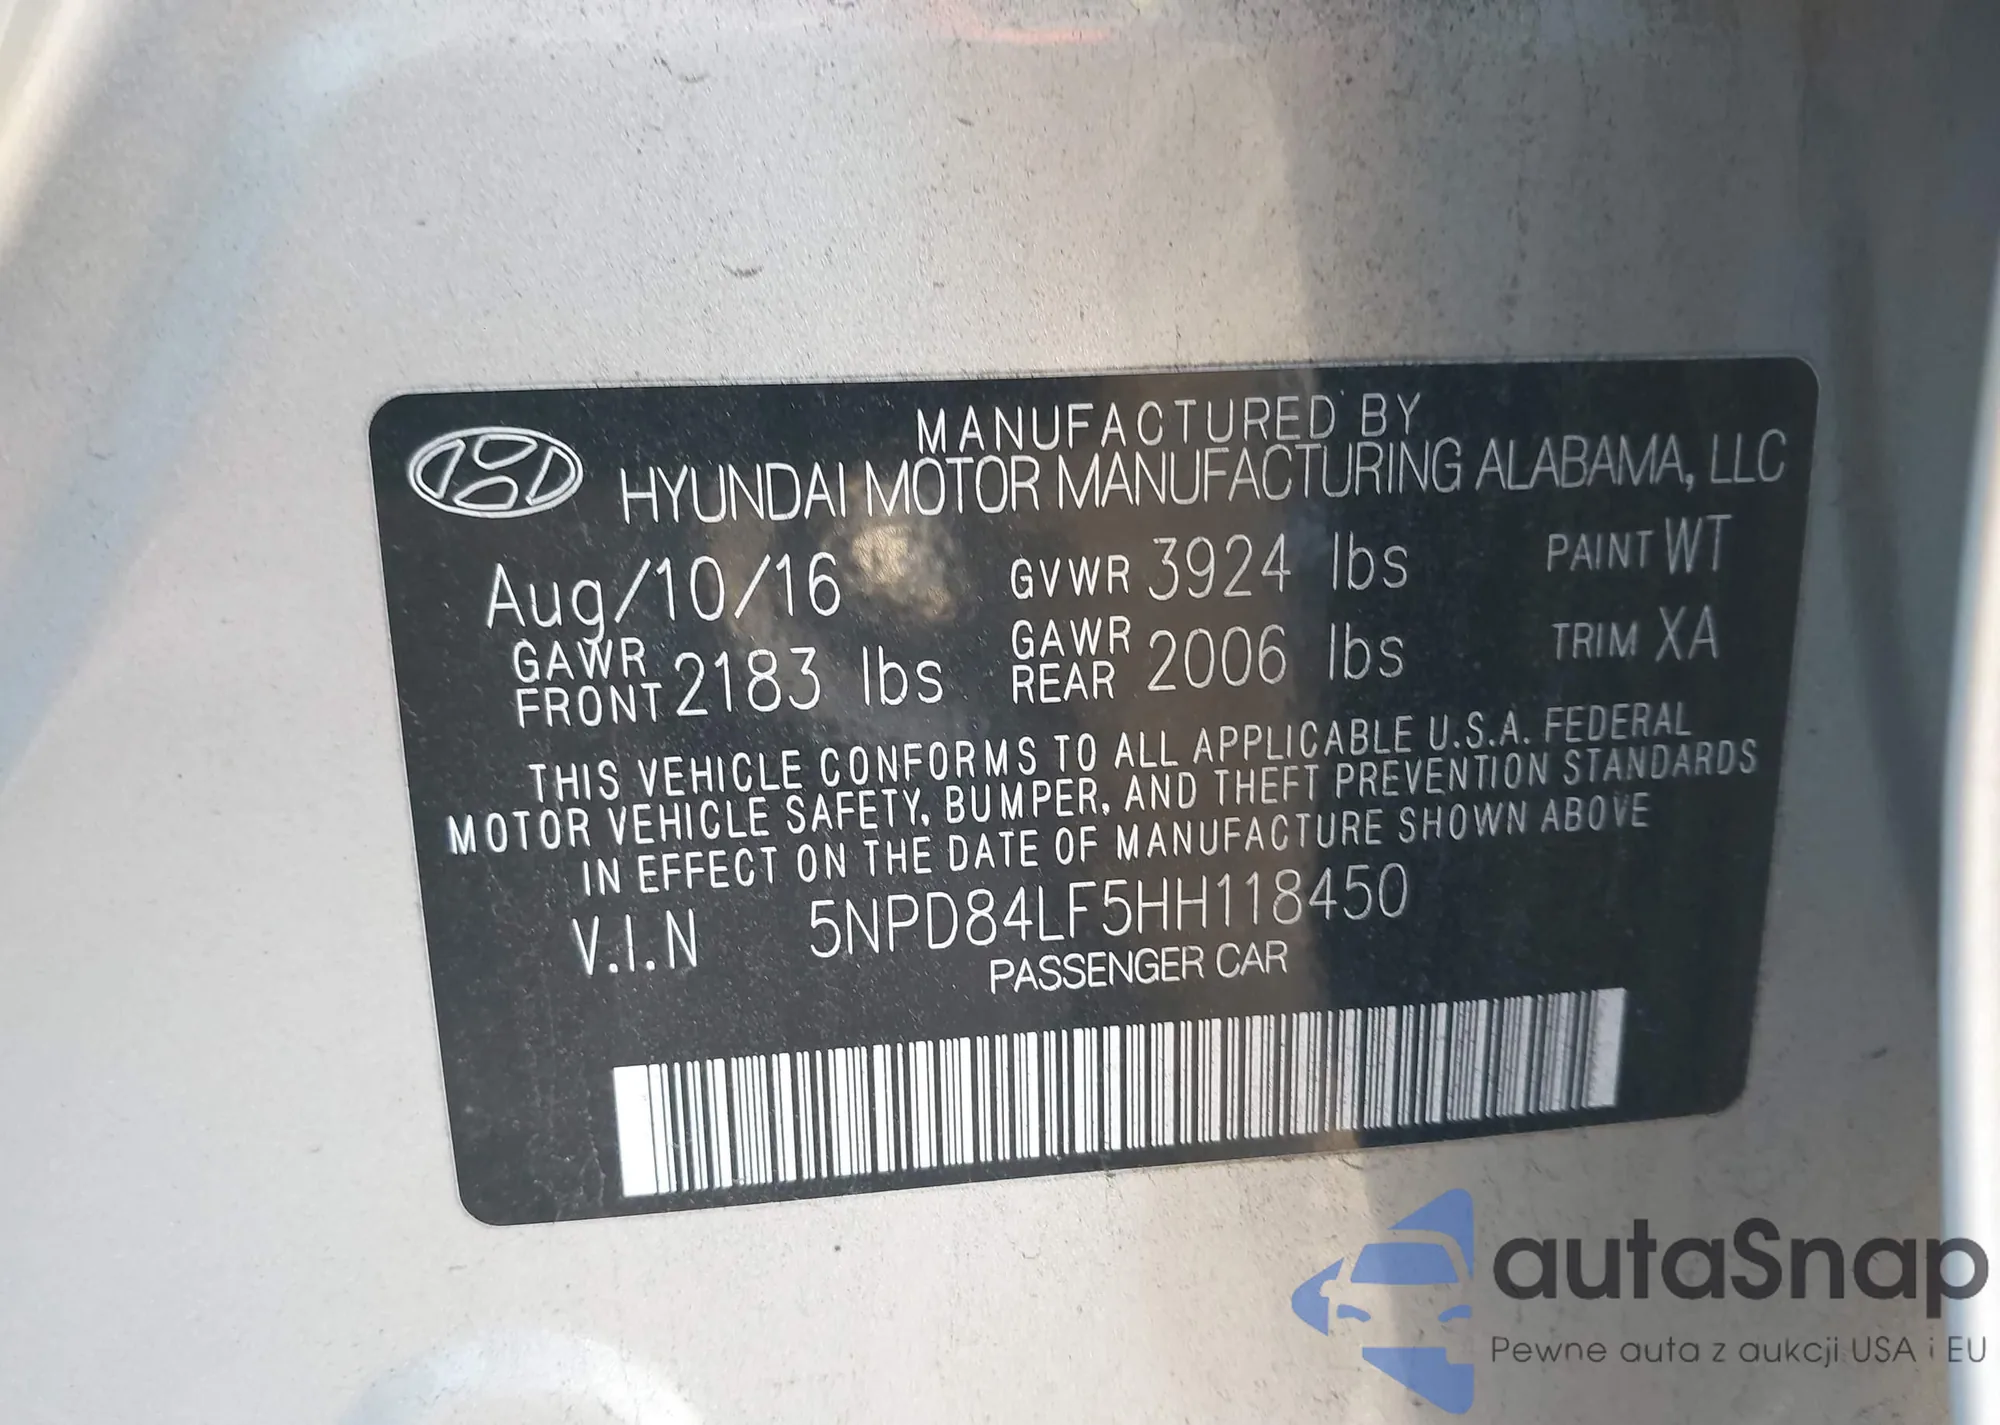 MANUFACTURED BY
HYUNDAI MOTOR MANUFACTURING ALABAMA, LLC
Aug/10/16 GVWR 3924 lbs PAINT WT
GAWR FRONT 2183 lbs GAWR REAR 2006 lbs TRIM XA
THIS VEHICLE CONFORMS TO ALL APPLICABLE U.S.A. FEDERAL
MOTOR VEHICLE SAFETY, BUMPER, AND THEFT PREVENTION STANDARDS
IN EFFECT ON THE DATE OF MANUFACTURE SHOWN ABOVE
V.I.N 5NPD84LF5HH118450
PASSENGER CAR
autaSnap
Pewne auta z aukcji USA i EU